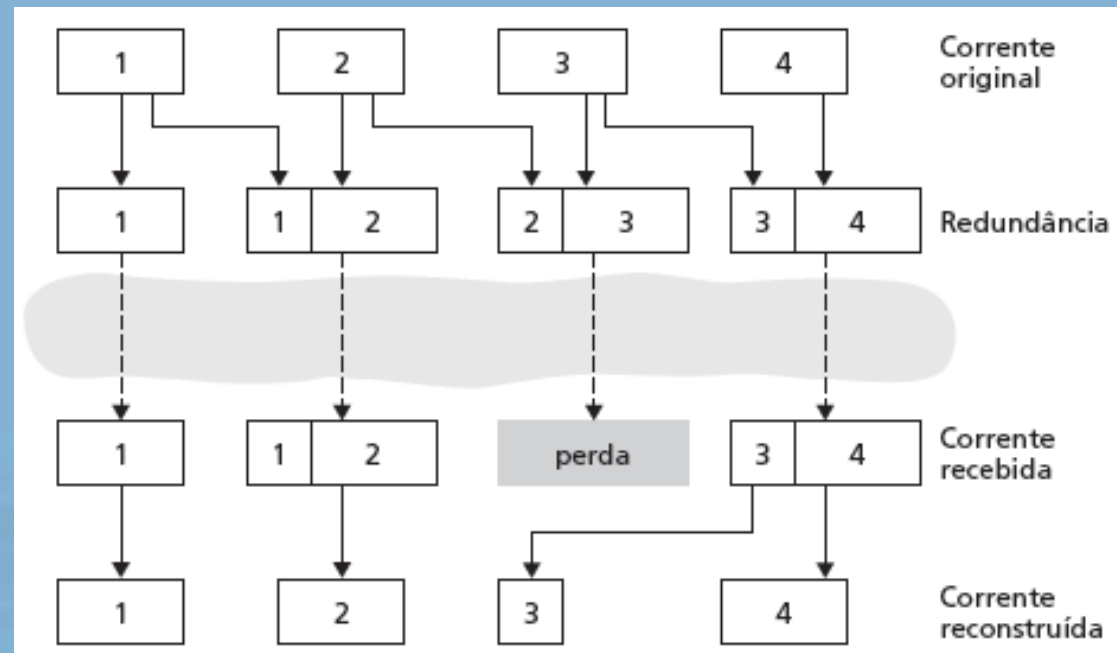 1 2 3 4 Corrente
original
1 1 2 2 3 3 4 Redundância
1 1 2 perda 3 4 Corrente
recebida
1 2 3 4 Corrente
reconstruída